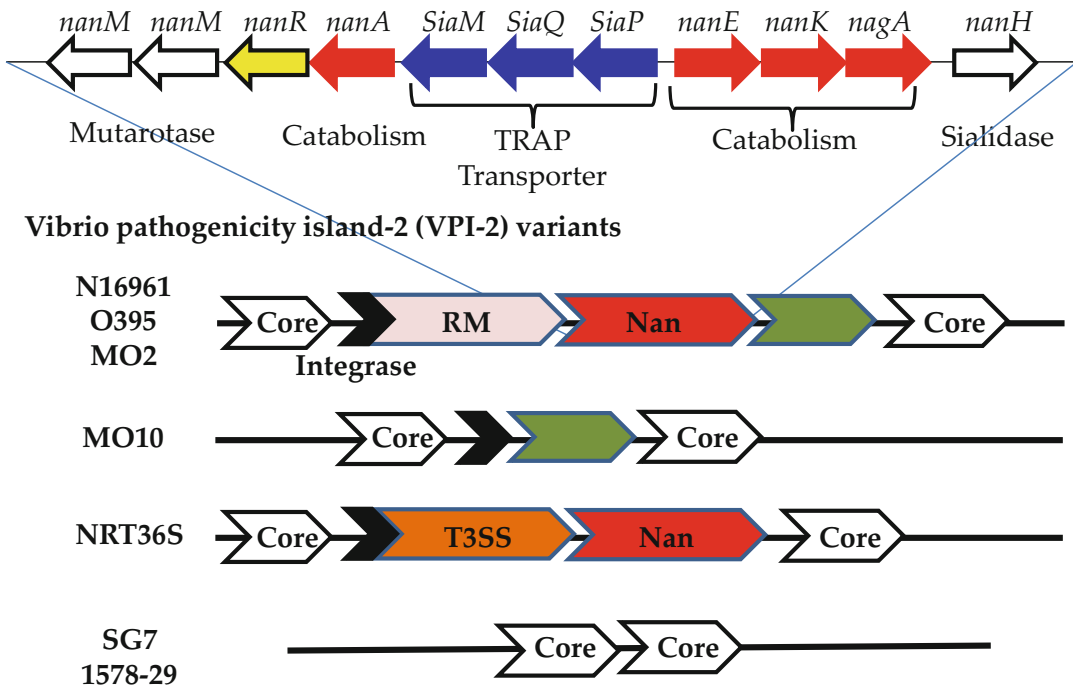 nanM nanM nanR nanA SiaM SiaQ SiaP nanE nanK nagA nanH
Mutarotase Catabolism TRAP Transporter Catabolism Sialidase
Vibrio pathogenicity island-2 (VPI-2) variants
N16961
O395
MO2
Core RM Nan Core
Integrase
MO10
Core Core
NRT36S
Core T3SS Nan Core
SG7
1578-29
Core Core